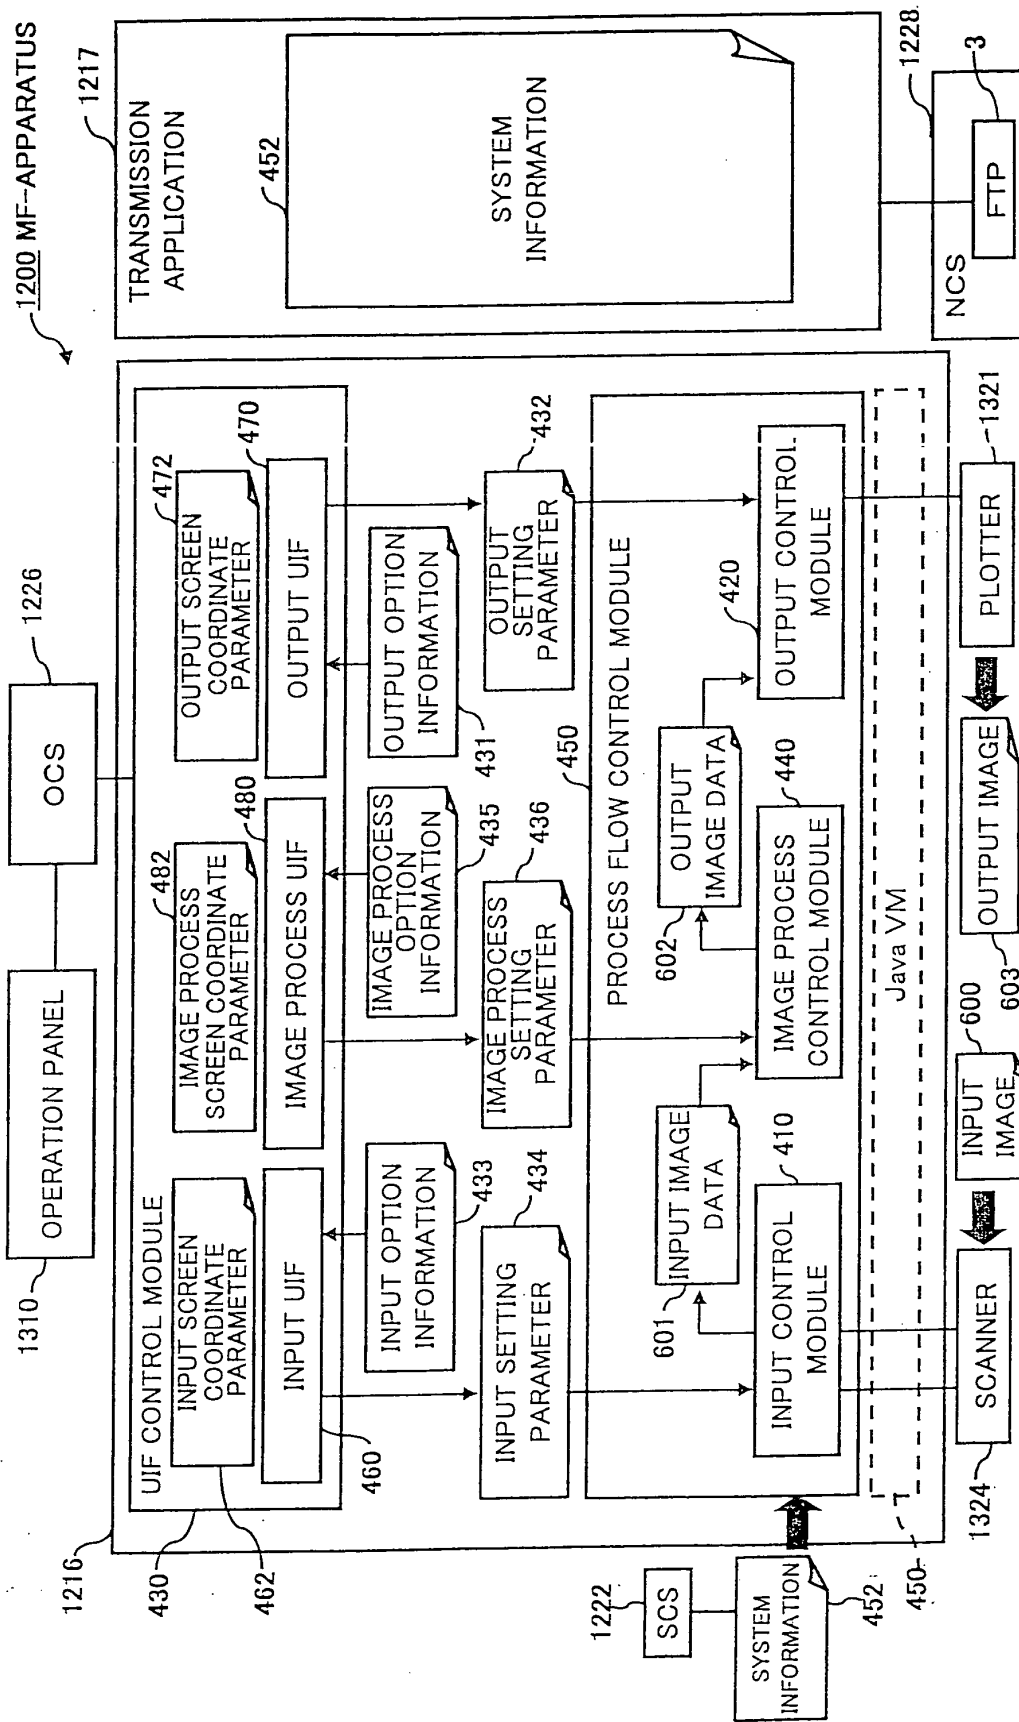 1200 MF-APPARATUS
1310
OPERATION PANEL
OCS
1226
1216
430
462
UIF CONTROL MODULE
INPUT SCREEN
COORDINATE
PARAMETER
INPUT UIF
460
482
IMAGE PROCESS
SCREEN COORDINATE
PARAMETER
IMAGE PROCESS UIF
480
472
OUTPUT SCREEN
COORDINATE
PARAMETER
OUTPUT UIF
470
INPUT OPTION
INFORMATION
433
IMAGE PROCESS
OPTION
INFORMATION
435
OUTPUT OPTION
INFORMATION
431
INPUT SETTING
PARAMETER
434
IMAGE PROCESS
SETTING
PARAMETER
436
OUTPUT
SETTING
PARAMETER
432
450
PROCESS FLOW CONTROL MODULE
601
INPUT IMAGE
DATA
602
OUTPUT
IMAGE DATA
INPUT CONTROL
MODULE
410
IMAGE PROCESS
CONTROL MODULE
440
420
OUTPUT CONTROL
MODULE
Java VM
450
1222
SCS
SYSTEM
INFORMATION
452
1324
SCANNER
INPUT
IMAGE
600
603
OUTPUT IMAGE
PLOTTER
1321
TRANSMISSION
APPLICATION
1217
452
SYSTEM
INFORMATION
NCS
1228
FTP
3